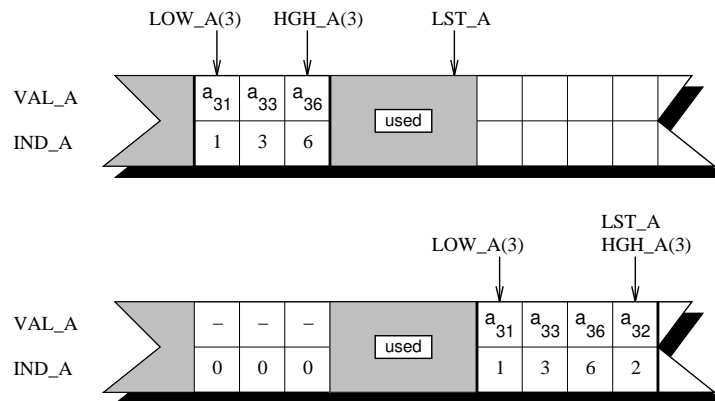 LOW_A(3) HGH_A(3) LST_A
VAL_A a31 a33 a36
used
IND_A 1 3 6
LST_A
LOW_A(3) HGH_A(3)
VAL_A – – – a31 a33 a36 a32
used
IND_A 0 0 0 1 3 6 2